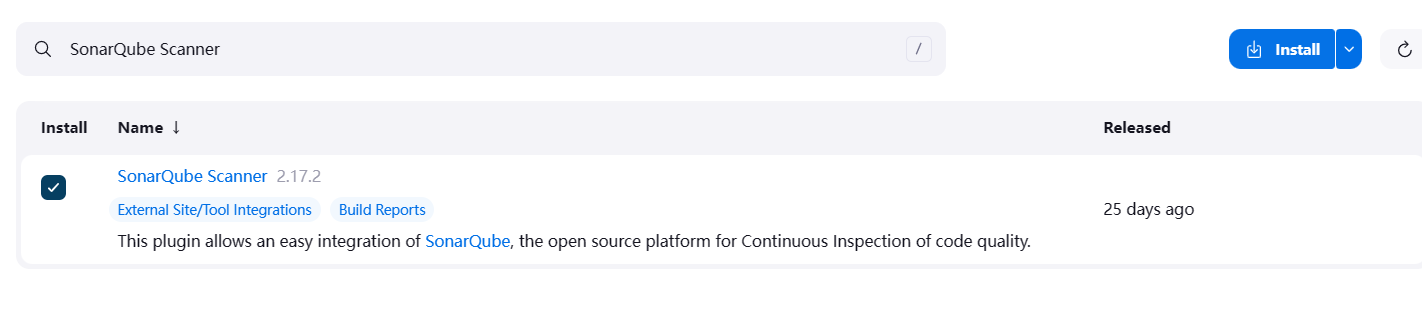 SonarQube Scanner /
Install
Install Name ↓ Released
SonarQube Scanner 2.17.2
External Site/Tool Integrations Build Reports
25 days ago
This plugin allows an easy integration of SonarQube, the open source platform for Continuous Inspection of code quality.